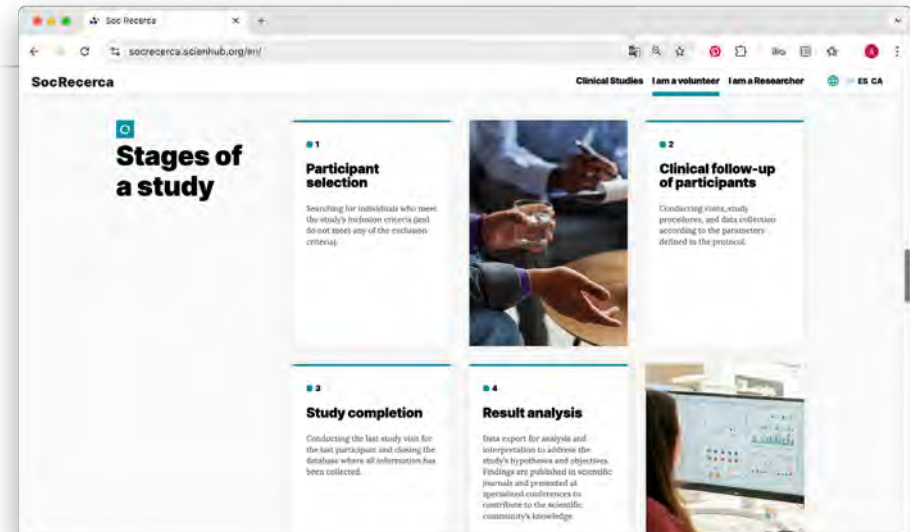 Soc Recerca
socrecerca.scienhub.org/en/
SocRecerca
Clinical Studies I am a volunteer I am a Researcher
ES CA
Stages of
a study
1
Participant
selection
Searching for individuals who meet
the study's inclusion criteria (and
do not meet any of the exclusion
criteria).
2
Clinical follow-up
of participants
Conducting visits, study
procedures, and data collection
according to the parameters
defined in the protocol.
3
Study completion
Conducting the last study visit for
the last participant and closing the
database where all information has
been collected.
4
Result analysis
Data export for analysis and
interpretation to address the
study's hypotheses and objectives.
Findings are published in scientific
journals and presented at
specialized conferences to
contribute to the scientific
community's knowledge.